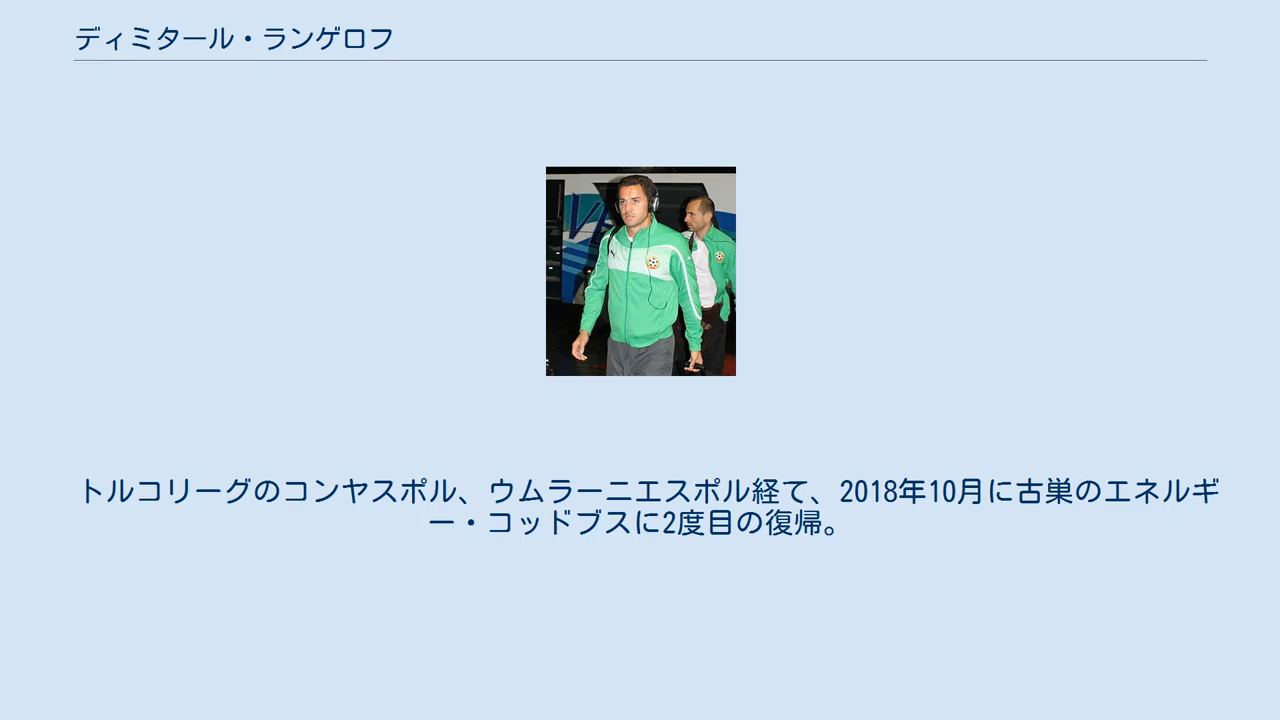 ディミタール・ランゲロフ
トルコリーグのコンヤスポル、ウムラーニエスポル経て、2018年10月に古巣のエネルギ
ー・コッドブスに2度目の復帰。